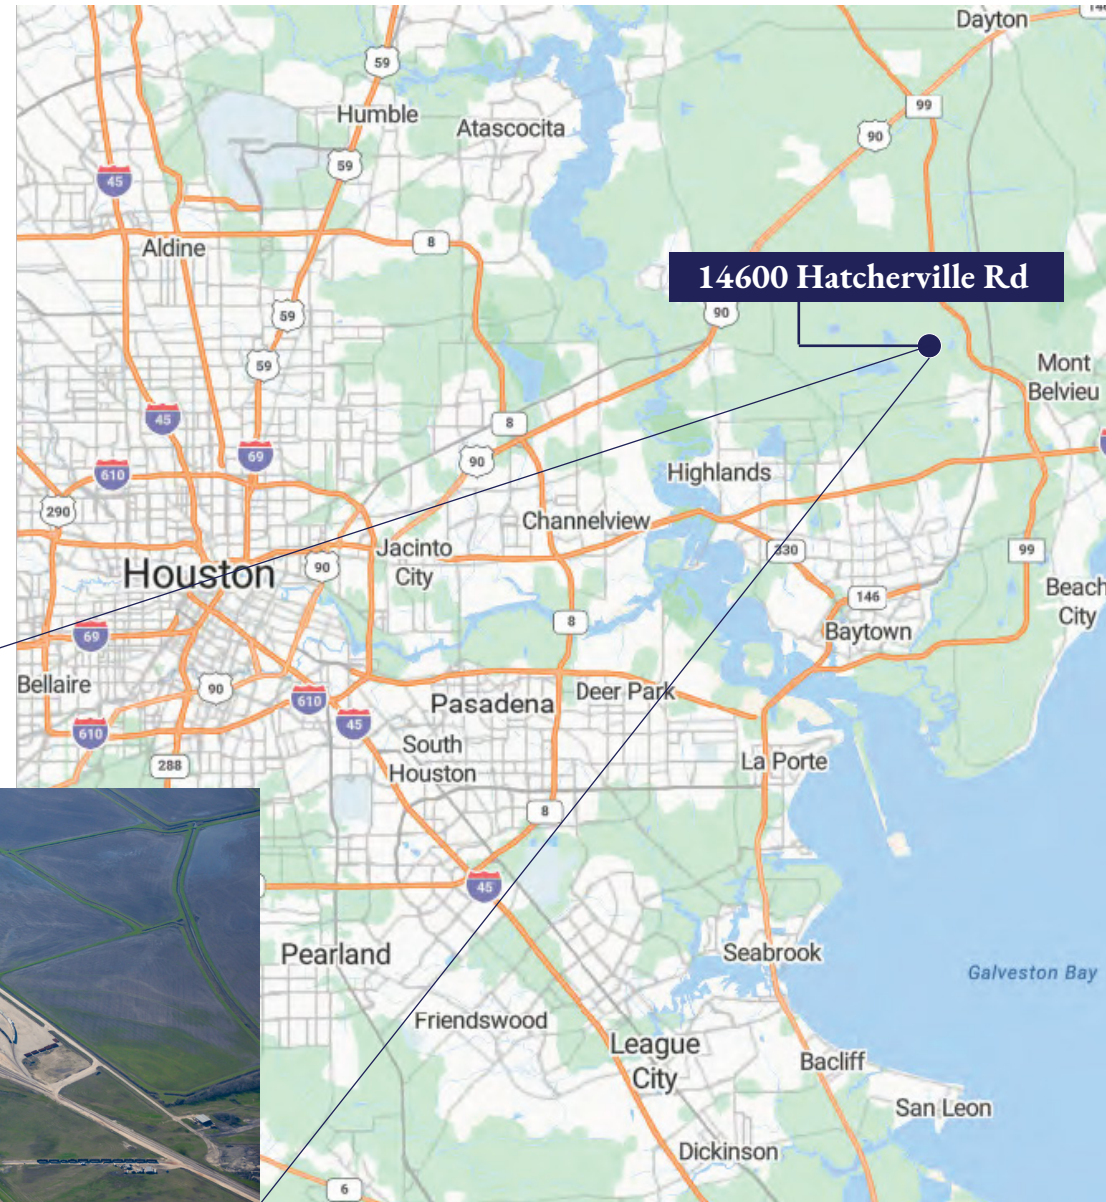 Dayton
146
59
99
Humble
Atascocita
90
59
45
Aldine
8
14600 Hatcherville Rd
59
90
59
Mont
Belvieu
45
8
69
90
610
Highlands
290
Channelview
330
Jacinto
City
99
Houston
90
146
Beach
City
8
69
Baytown
Bellaire
90
610
Pasadena
Deer Park
45
610
South
Houston
La Porte
288
8
45
Pearland
Seabrook
Galveston Bay
Friendswood
League
City
Bacliff
San Leon
Dickinson
6